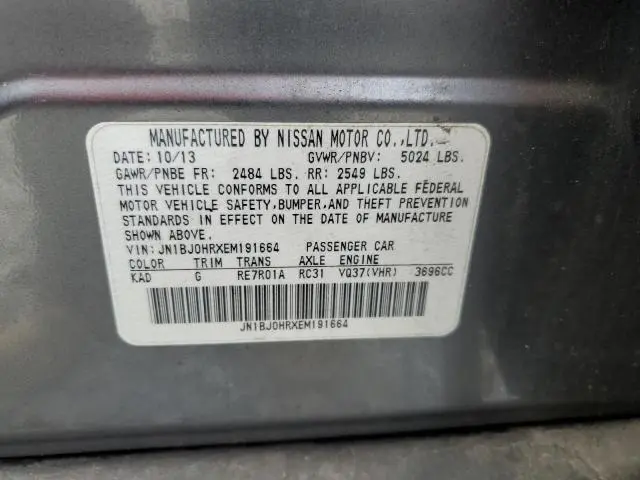 MANUFACTURED BY NISSAN MOTOR CO.,LTD.
DATE: 10/13 GVWR/PNBV: 5024 LBS.
GAWR/PNBE FR: 2484 LBS. RR: 2549 LBS.
THIS VEHICLE CONFORMS TO ALL APPLICABLE FEDERAL
MOTOR VEHICLE SAFETY,BUMPER,AND THEFT PREVENTION
STANDARDS IN EFFECT ON THE DATE OF MANUFACTURE
SHOWN ABOVE.
VIN: JN1BJ0HRXEM191664 PASSENGER CAR
COLOR TRIM TRANS AXLE ENGINE
KAD G RE7R01A RC31 VQ37(VHR) 3696CC
JN1BJ0HRXEM191664